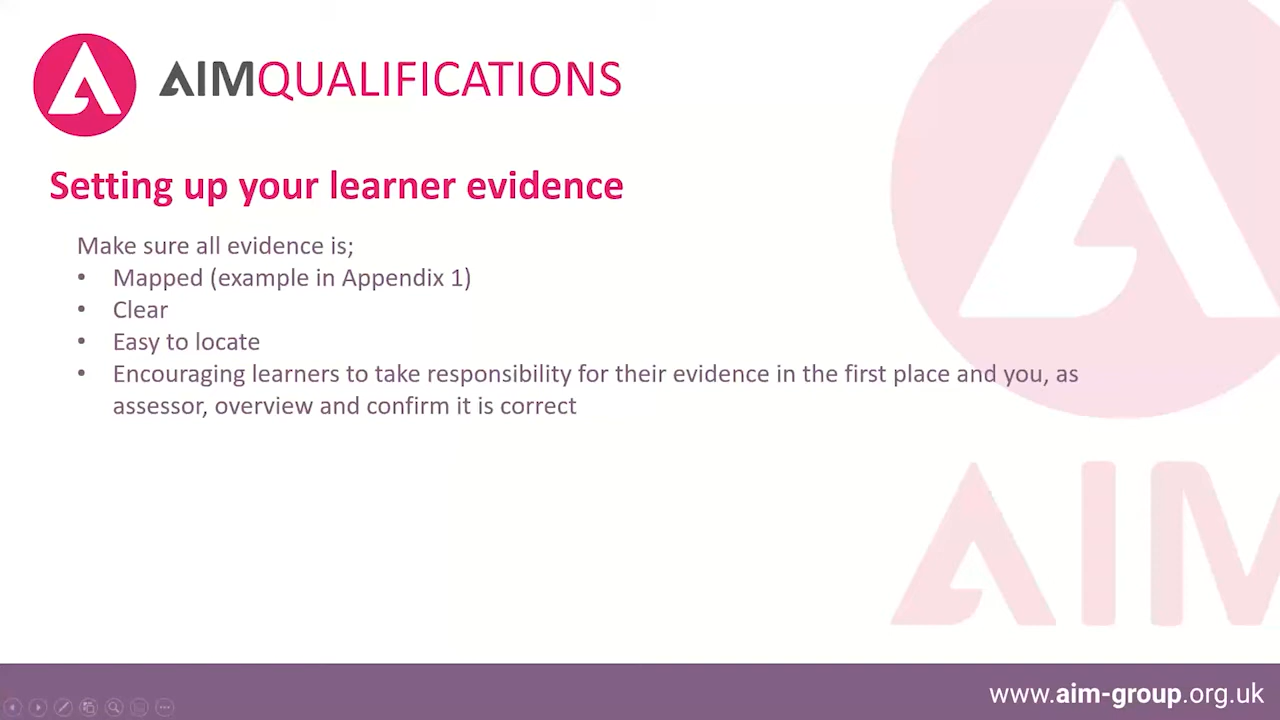 AIMQUALIFICATIONS
Setting up your learner evidence
Make sure all evidence is;
• Mapped (example in Appendix 1)
• Clear
• Easy to locate
• Encouraging learners to take responsibility for their evidence in the first place and you, as
assessor, overview and confirm it is correct
AIM
www.aim-group.org.uk